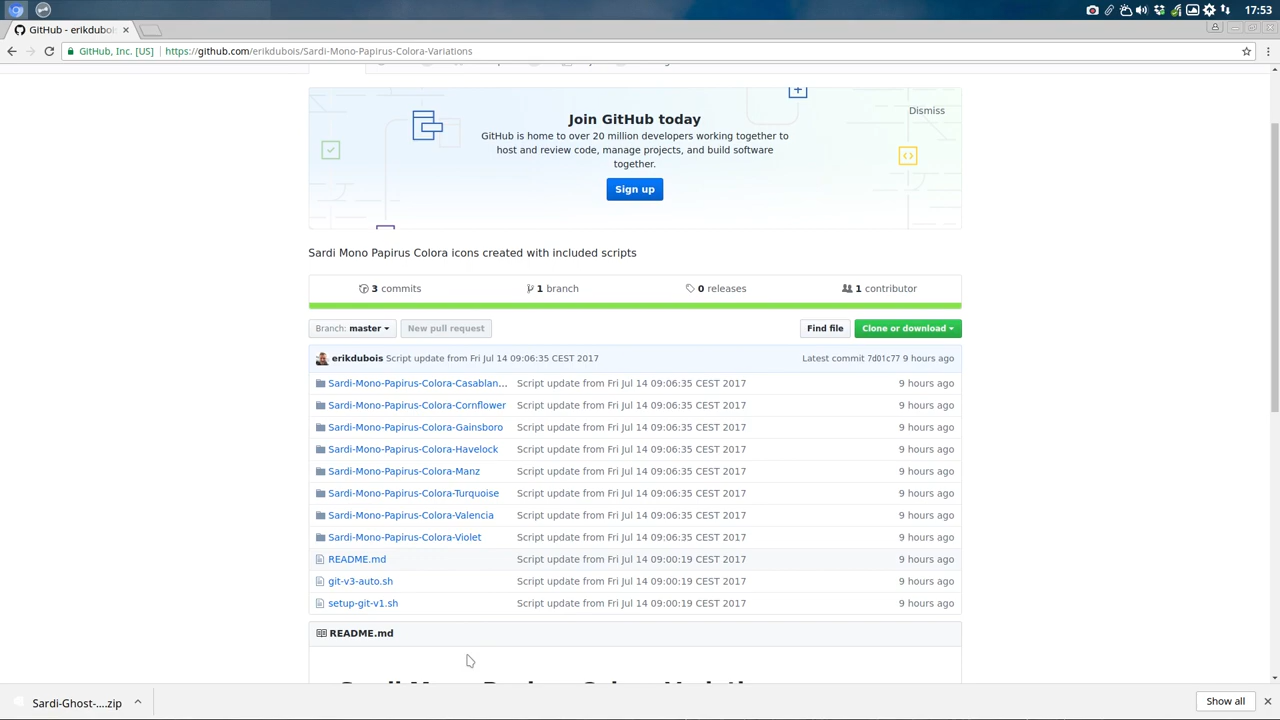 17:53
GitHub - erikdubois
GitHub, Inc. [US]
https://github.com/erikdubois/Sardi-Mono-Papirus-Colora-Variations
Join GitHub today
Dismiss
GitHub is home to over 20 million developers working together to
host and review code, manage projects, and build software
together.
Sign up
Sardi Mono Papirus Colora icons created with included scripts
3 commits
1 branch
0 releases
1 contributor
Branch: master
New pull request
Find file
Clone or download
erikdubois Script update from Fri Jul 14 09:06:35 CEST 2017
Latest commit 7d01c77 9 hours ago
Sardi-Mono-Papirus-Colora-Casablan... Script update from Fri Jul 14 09:06:35 CEST 2017 9 hours ago
Sardi-Mono-Papirus-Colora-Cornflower Script update from Fri Jul 14 09:06:35 CEST 2017 9 hours ago
Sardi-Mono-Papirus-Colora-Gainsboro Script update from Fri Jul 14 09:06:35 CEST 2017 9 hours ago
Sardi-Mono-Papirus-Colora-Havelock Script update from Fri Jul 14 09:06:35 CEST 2017 9 hours ago
Sardi-Mono-Papirus-Colora-Manz Script update from Fri Jul 14 09:06:35 CEST 2017 9 hours ago
Sardi-Mono-Papirus-Colora-Turquoise Script update from Fri Jul 14 09:06:35 CEST 2017 9 hours ago
Sardi-Mono-Papirus-Colora-Valencia Script update from Fri Jul 14 09:06:35 CEST 2017 9 hours ago
Sardi-Mono-Papirus-Colora-Violet Script update from Fri Jul 14 09:06:35 CEST 2017 9 hours ago
README.md Script update from Fri Jul 14 09:00:19 CEST 2017 9 hours ago
git-v3-auto.sh Script update from Fri Jul 14 09:00:19 CEST 2017 9 hours ago
setup-git-v1.sh Script update from Fri Jul 14 09:00:19 CEST 2017 9 hours ago
README.md
Sardi-Ghost-....zip
Show all